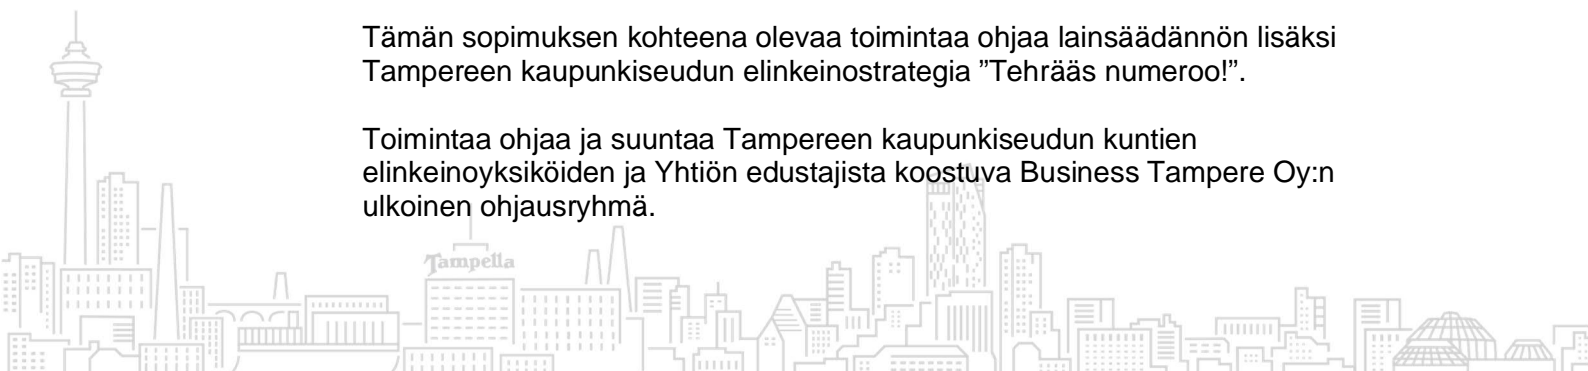 Tämän sopimuksen kohteena olevaa toimintaa ohjaa lainsäädännön lisäksi
Tampereen kaupunkiseudun elinkeinostrategia ”Tehrääs numeroo!”.
Toimintaa ohjaa ja suuntaa Tampereen kaupunkiseudun kuntien
elinkeinoyksiköiden ja Yhtiön edustajista koostuva Business Tampere Oy:n
ulkoinen ohjausryhmä.
Tampella